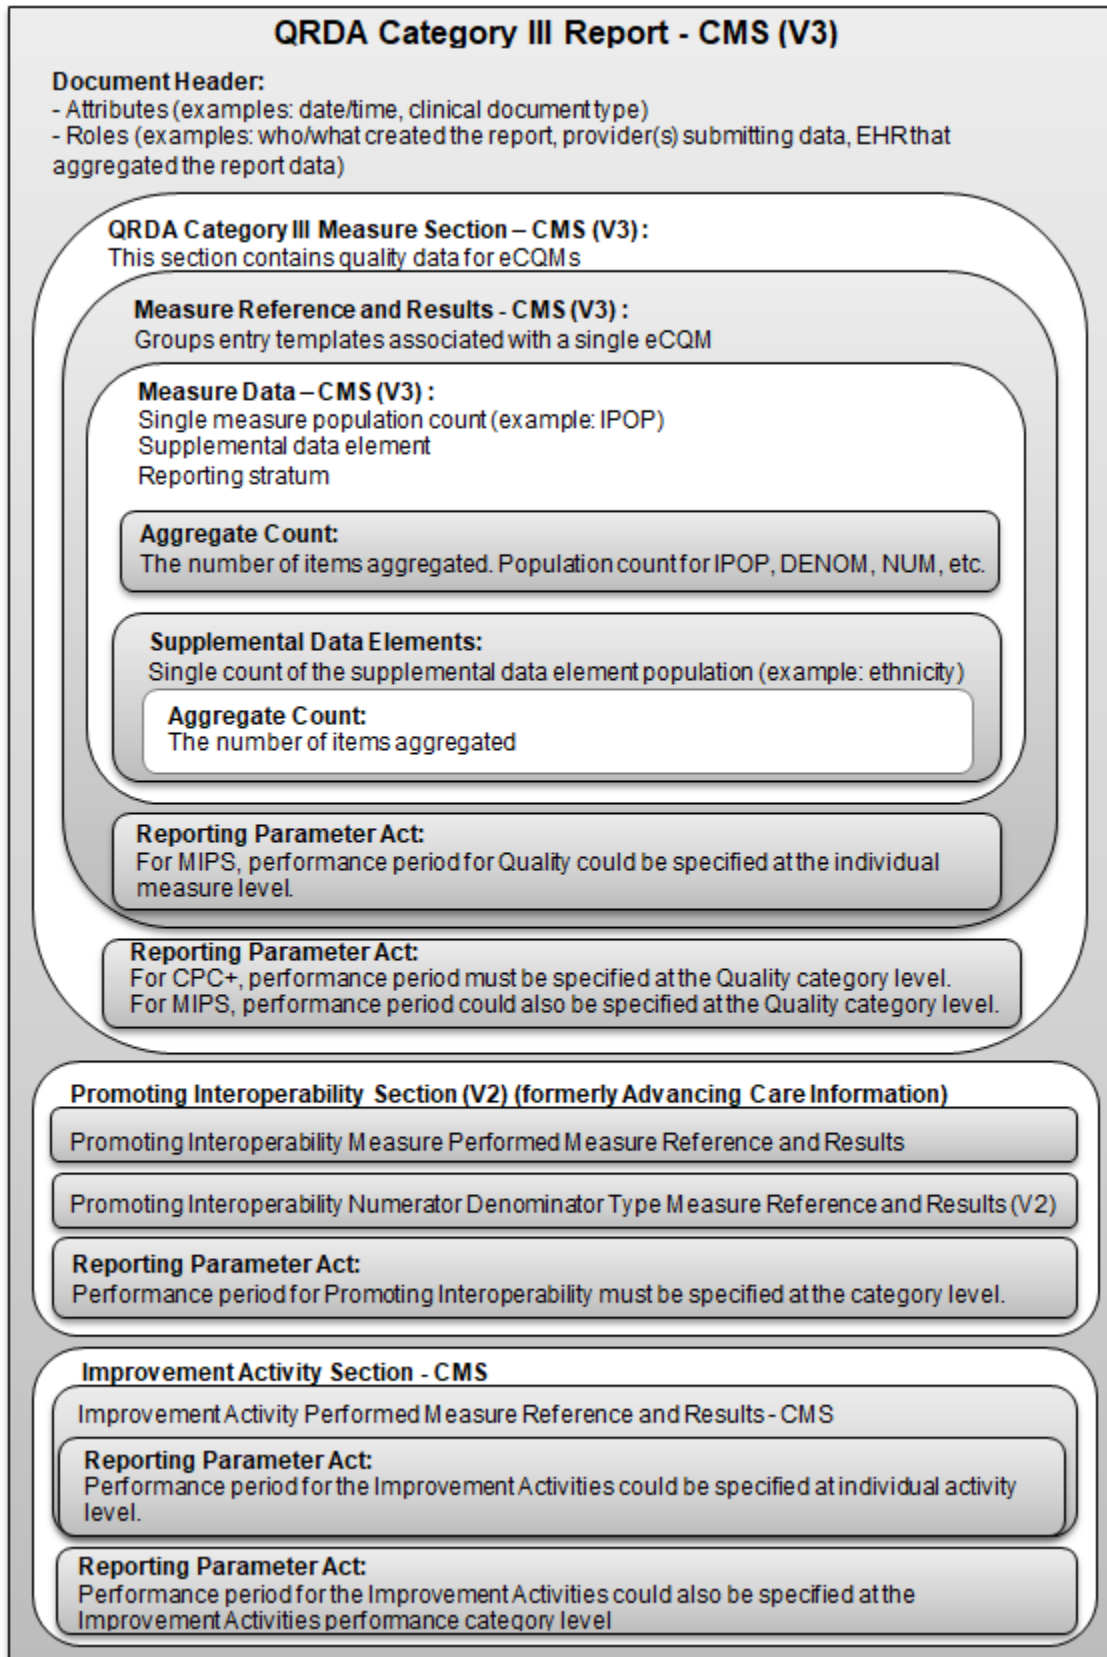 QRDA Category III Report - CMS (V3)
Document Header:
- Attributes (examples: date/time, clinical document type)
- Roles (examples: who/what created the report, provider(s) submitting data, EHR that
aggregated the report data)
QRDA Category III Measure Section – CMS (V3) :
This section contains quality data for eCQMs
Measure Reference and Results - CMS (V3) :
Groups entry templates associated with a single eCQM
Measure Data – CMS (V3) :
Single measure population count (example: IPOP)
Supplemental data element
Reporting stratum
Aggregate Count:
The number of items aggregated. Population count for IPOP, DENOM, NUM, etc.
Supplemental Data Elements:
Single count of the supplemental data element population (example: ethnicity)
Aggregate Count:
The number of items aggregated
Reporting Parameter Act:
For MIPS, performance period for Quality could be specified at the individual
measure level.
Reporting Parameter Act:
For CPC+, performance period must be specified at the Quality category level.
For MIPS, performance period could also be specified at the Quality category level.
Promoting Interoperability Section (V2) (formerly Advancing Care Information)
Promoting Interoperability Measure Performed Measure Reference and Results
Promoting Interoperability Numerator Denominator Type Measure Reference and Results (V2)
Reporting Parameter Act:
Performance period for Promoting Interoperability must be specified at the category level.
Improvement Activity Section - CMS
Improvement Activity Performed Measure Reference and Results - CMS
Reporting Parameter Act:
Performance period for the Improvement Activities could be specified at individual activity
level.
Reporting Parameter Act:
Performance period for the Improvement Activities could also be specified at the
Improvement Activities performance category level